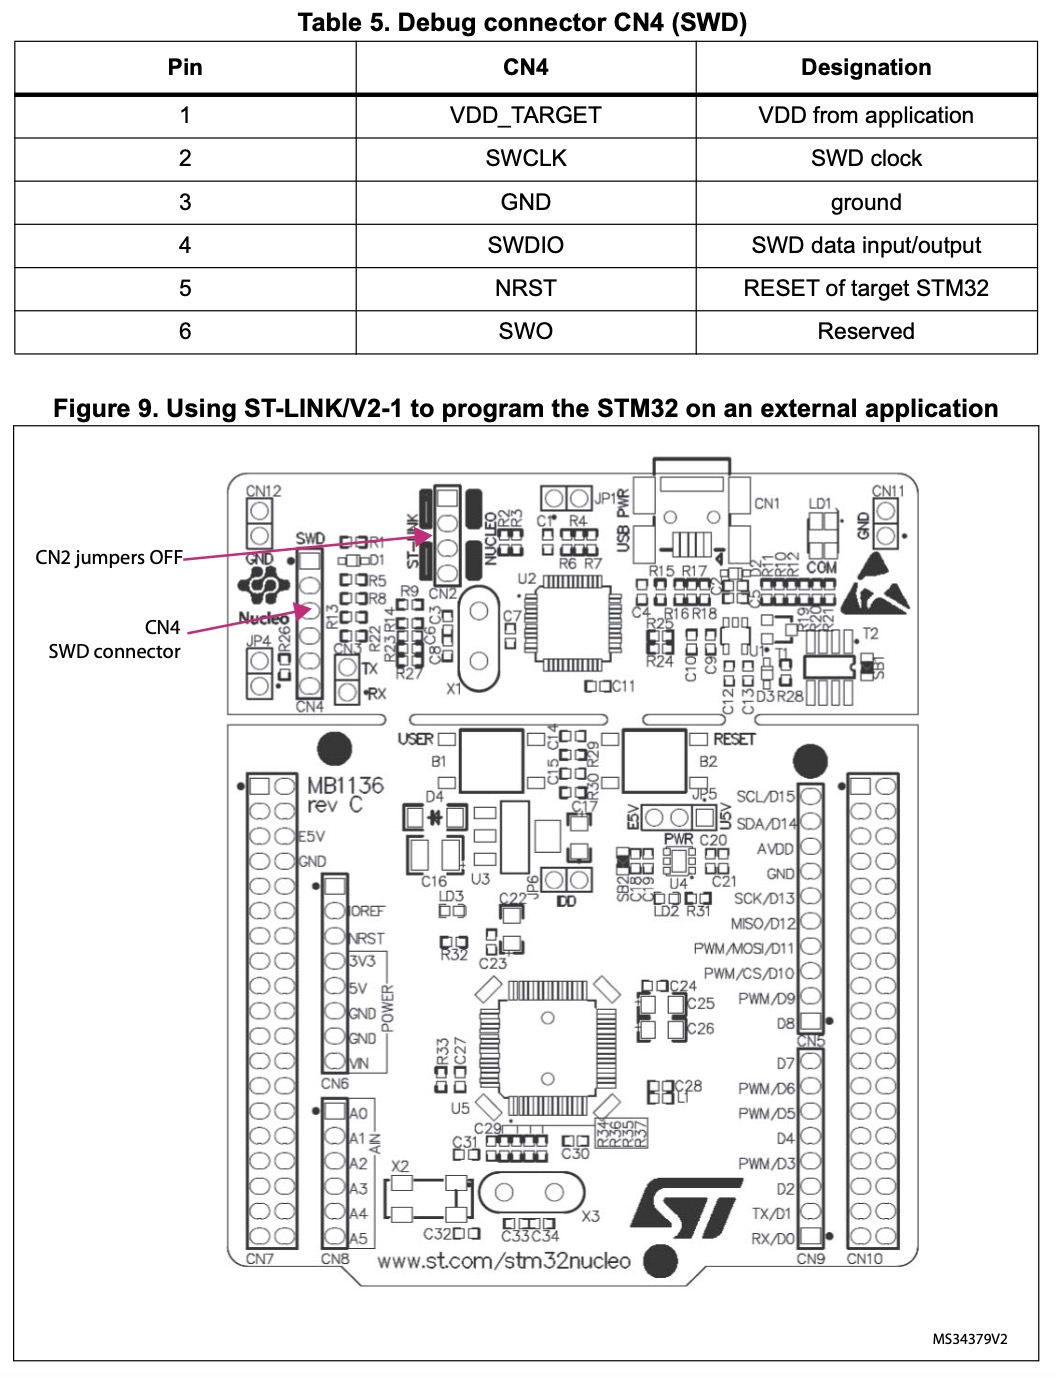 Table 5. Debug connector CN4 (SWD)
Pin CN4 Designation
1 VDD_TARGET VDD from application
2 SWCLK SWD clock
3 GND ground
4 SWDIO SWD data input/output
5 NRST RESET of target STM32
6 SWO Reserved
Figure 9. Using ST-LINK/V2-1 to program the STM32 on an external application
CN2 jumpers OFF
CN4
SWD connector
CN12
GND
Nucleo
JP4
R26
SWD
CN4
R1
D1
R5
R8
R13
R22
CN3
TX
RX
ST-LINK
NUCLEO
CN2
R9
R14
R23
R27
C3
C6
C8
X1
R2
R3
C1
R4
R6 R7
JP1
U2
C7
C11
USB PWR
CN1
LD1
COM
CN11
GND
R15
R17
C4
R16 R18
R25
R24
C10
C9
C2
D2
C5
R11
R10
R12
R19
R20
R21
U1
T1
T2
SB1
C12
C13
D3 R28
USER
B1
C14
C15
R29
R30
B2
RESET
MB1136
rev C
E5V
GND
D4
C16
U3
C17
JP6
IDD
E5V
U5V
JP5
PWR
SB2
C18
C19
U4
C20
C21
LD2 R31
LD3
R32
C22
C23
IOREF
NRST
3V3
5V
GND
GND
VIN
POWER
CN6
C24
C25
C26
R33
C27
U5
C28
L1
R34
R36
R35
R37
C29
C30
C31
A0
A1
A2
A3
A4
A5
AIN
X2
C32
X3
C33 C34
SCL/D15
SDA/D14
AVDD
GND
SCK/D13
MISO/D12
PWM/MOSI/D11
PWM/CS/D10
PWM/D9
D8
CN5
D7
PWM/D6
PWM/D5
D4
PWM/D3
D2
TX/D1
RX/D0
ST
CN7
CN8
www.st.com/stm32nucleo
CN9
CN10
MS34379V2